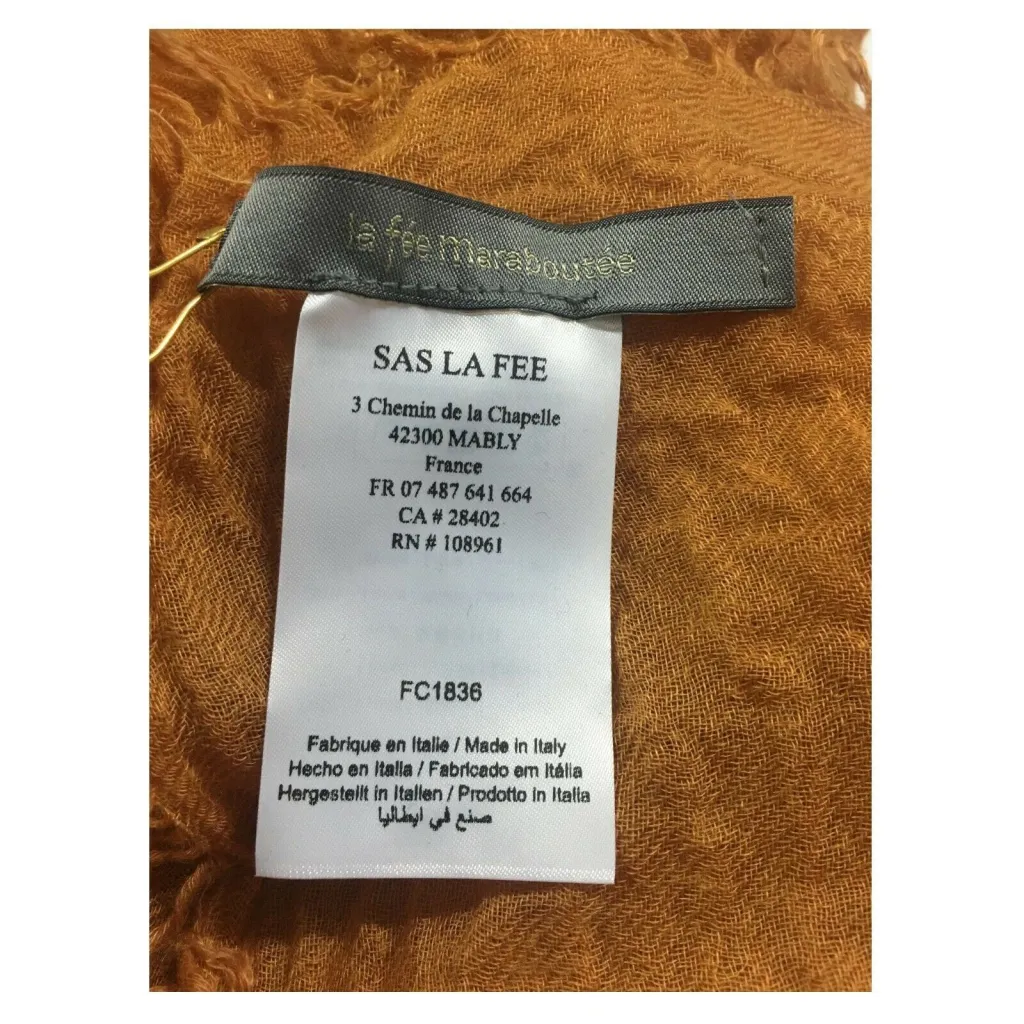 la fée maraboutée
SAS LA FEE
3 Chemin de la Chapelle
42300 MABLY
France
FR 07 487 641 664
CA # 28402
RN # 108961
FC1836
Fabrique en Italie / Made in Italy
Hecho en Italia / Fabricado em Itália
Hergestellt in Italien / Prodotto in Italia
صنع في ايطاليا